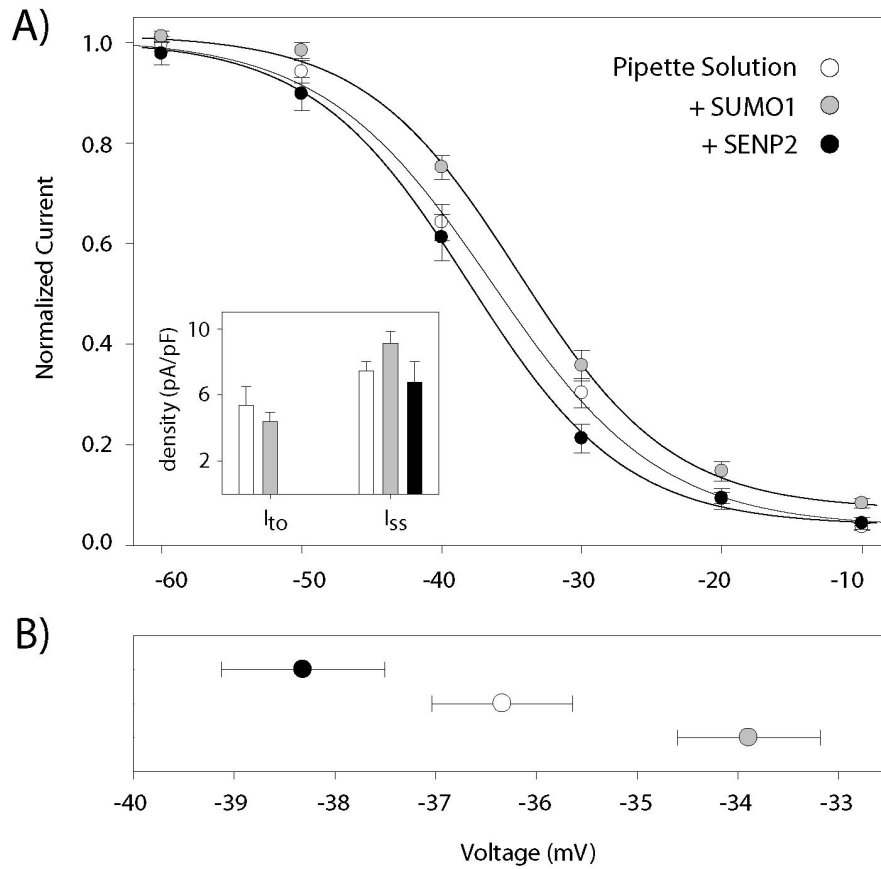 A)
1.0
0.8
0.6
0.4
0.2
0.0
Normalized Current
Pipette Solution
+ SUMO1
+ SENP2
10
6
2
density (pA/pF)
Ito
Iss
-60
-50
-40
-30
-20
-10
B)
-40
-39
-38
-37
-36
-35
-34
-33
Voltage (mV)